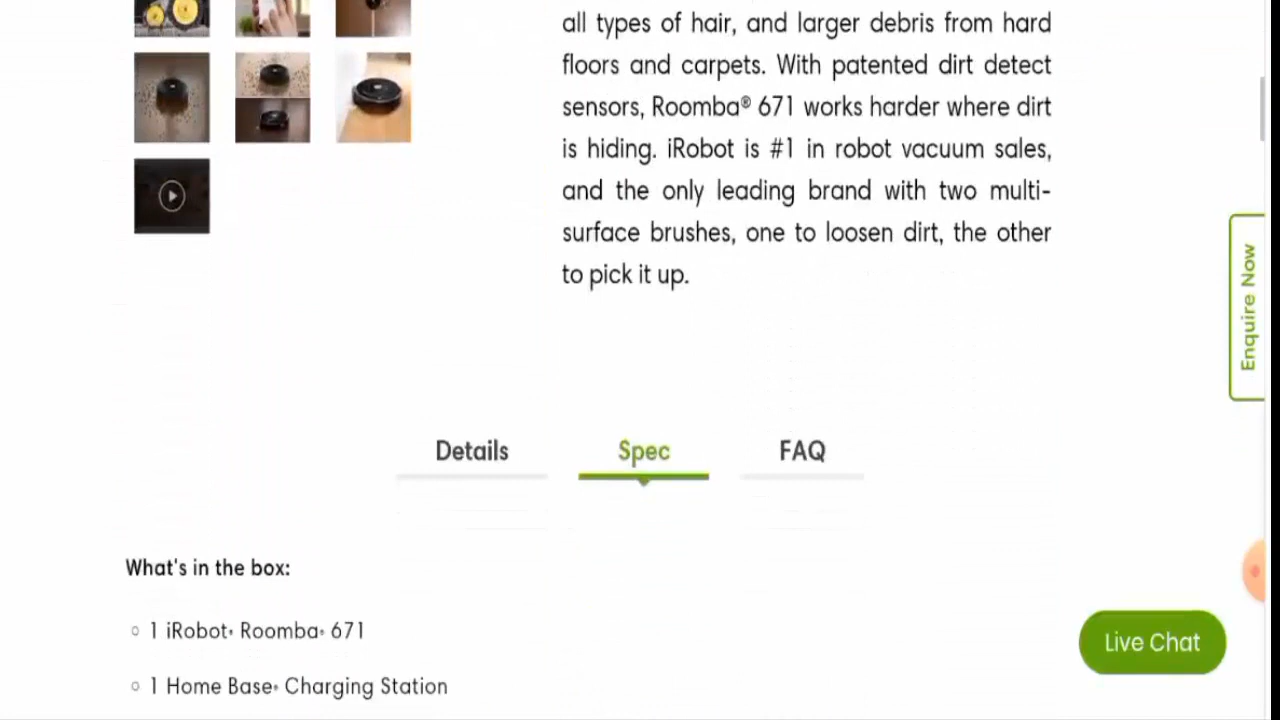 all types of hair, and larger debris from hard
floors and carpets. With patented dirt detect
sensors, Roomba® 671 works harder where dirt
is hiding. iRobot is #1 in robot vacuum sales,
and the only leading brand with two multi-
surface brushes, one to loosen dirt, the other
to pick it up.
Enquire Now
Details
Spec
FAQ
What's in the box:
1 iRobot® Roomba® 671
1 Home Base® Charging Station
Live Chat